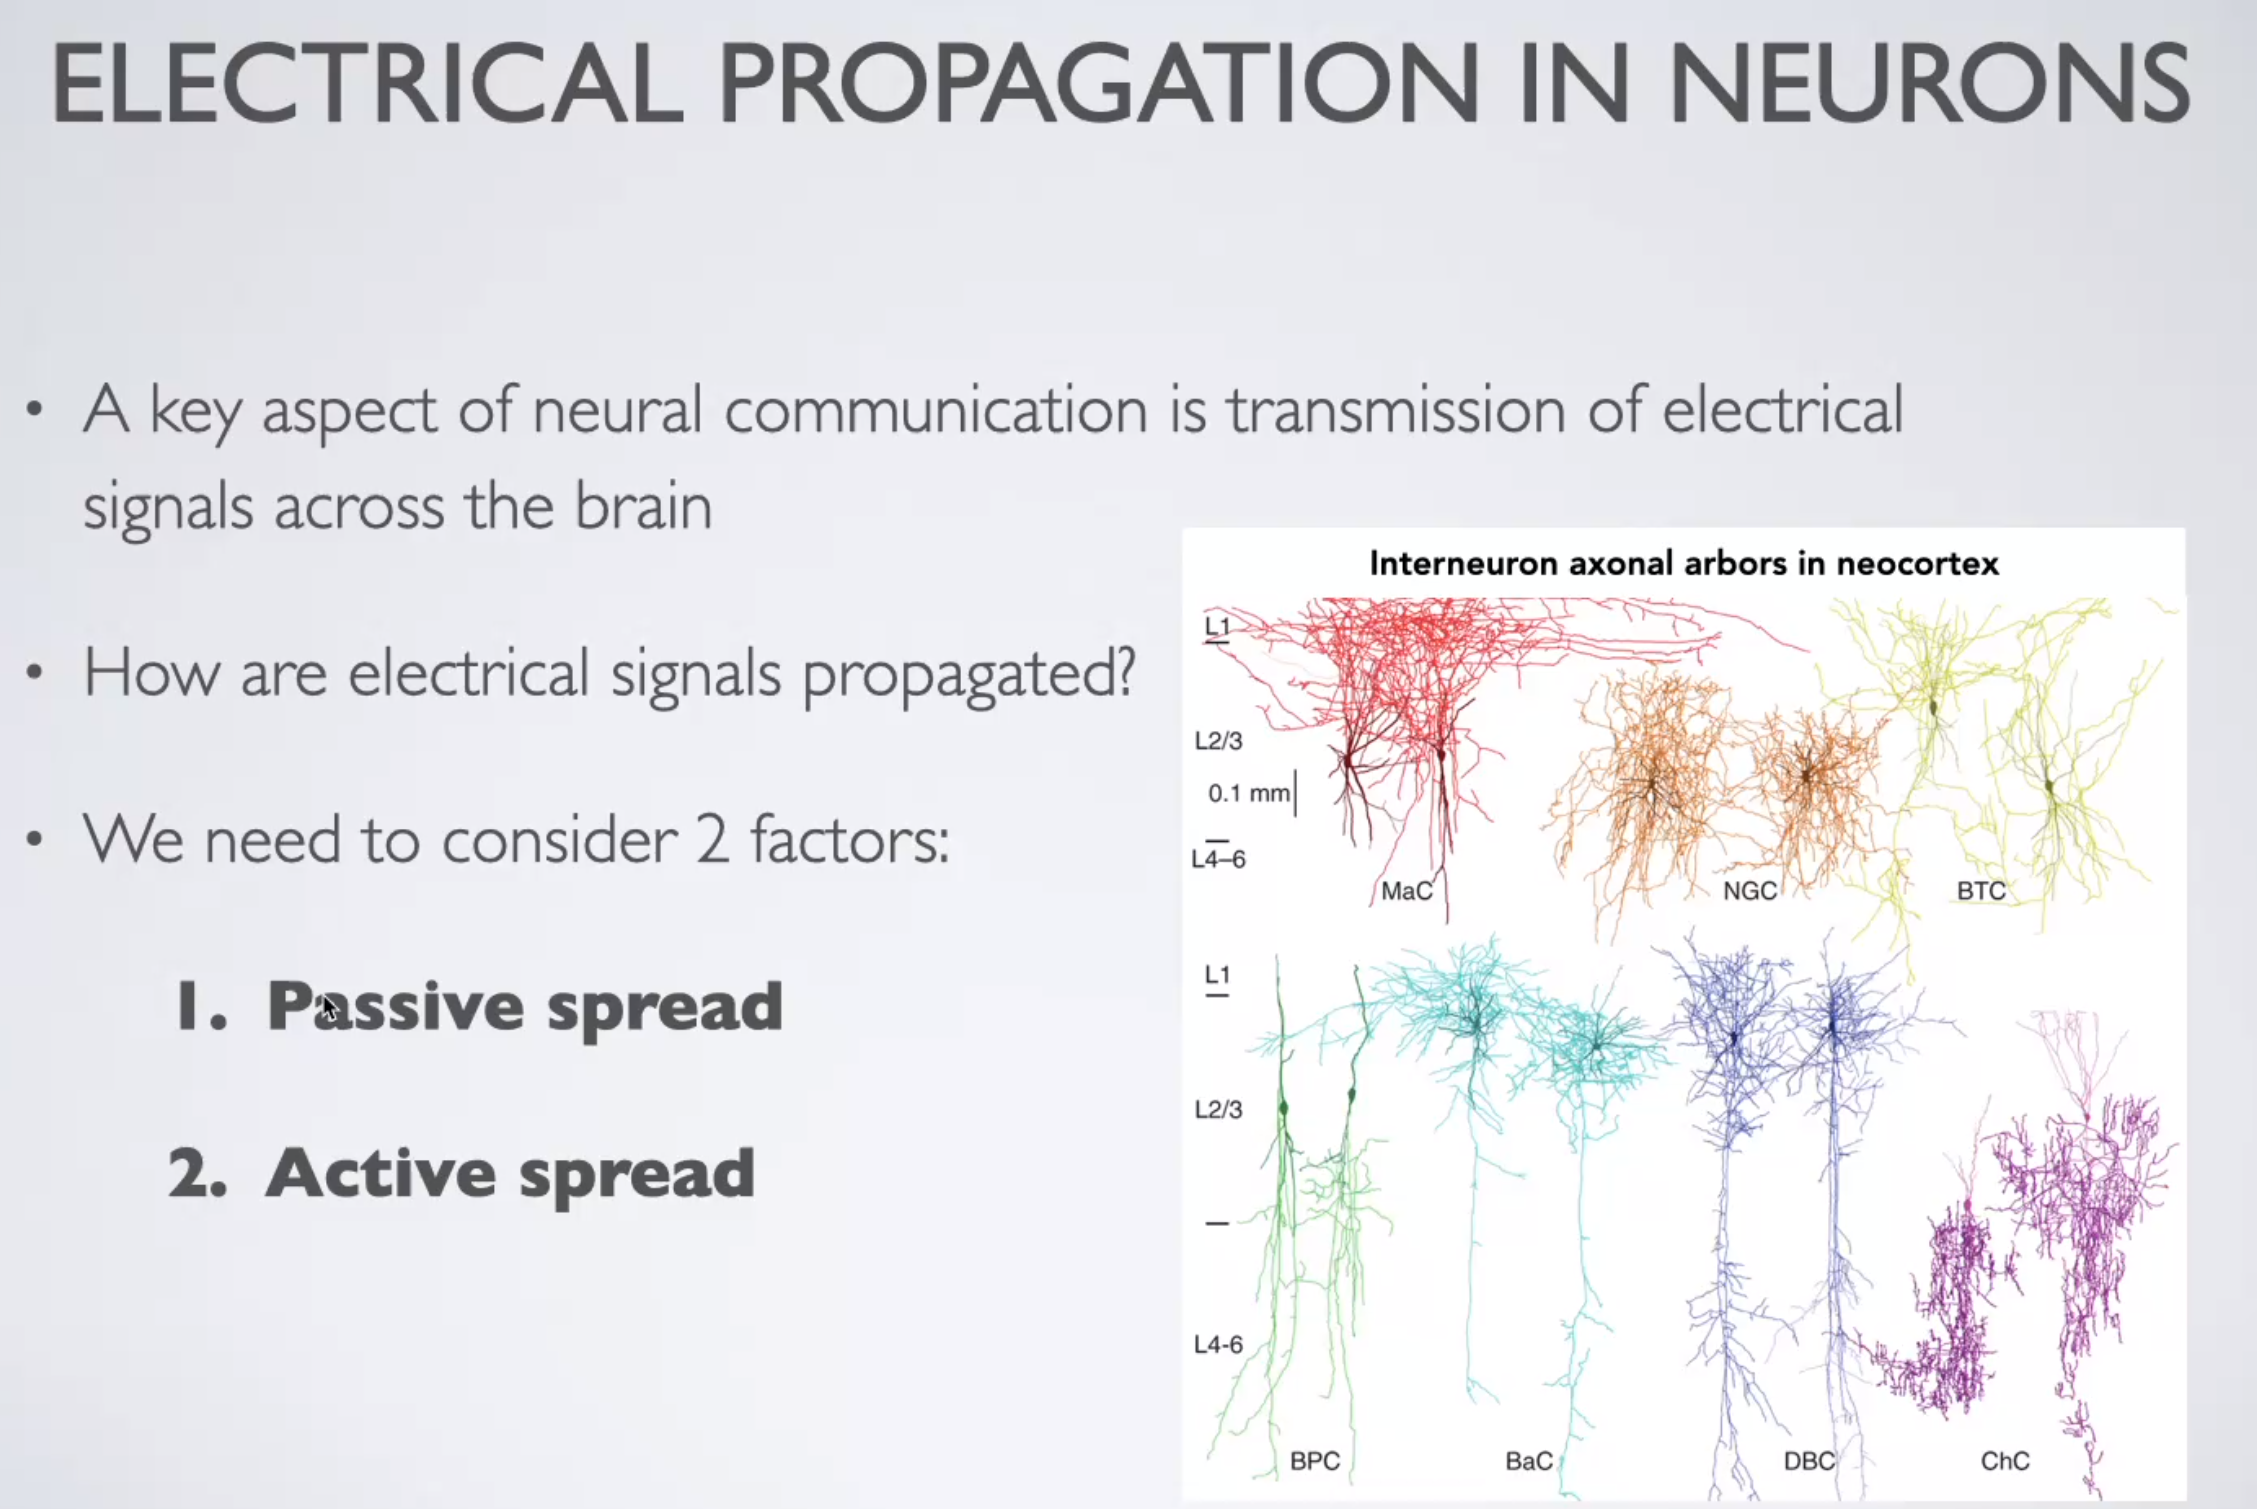 ELECTRICAL PROPAGATION IN NEURONS
• A key aspect of neural communication is transmission of electrical
signals across the brain
• How are electrical signals propagated?
• We need to consider 2 factors:
1. Passive spread
2. Active spread
Interneuron axonal arbors in neocortex
L1
L2/3
0.1 mm
L4–6
MaC
NGC
BTC
L1
L2/3
L4-6
BPC
BaC
DBC
ChC